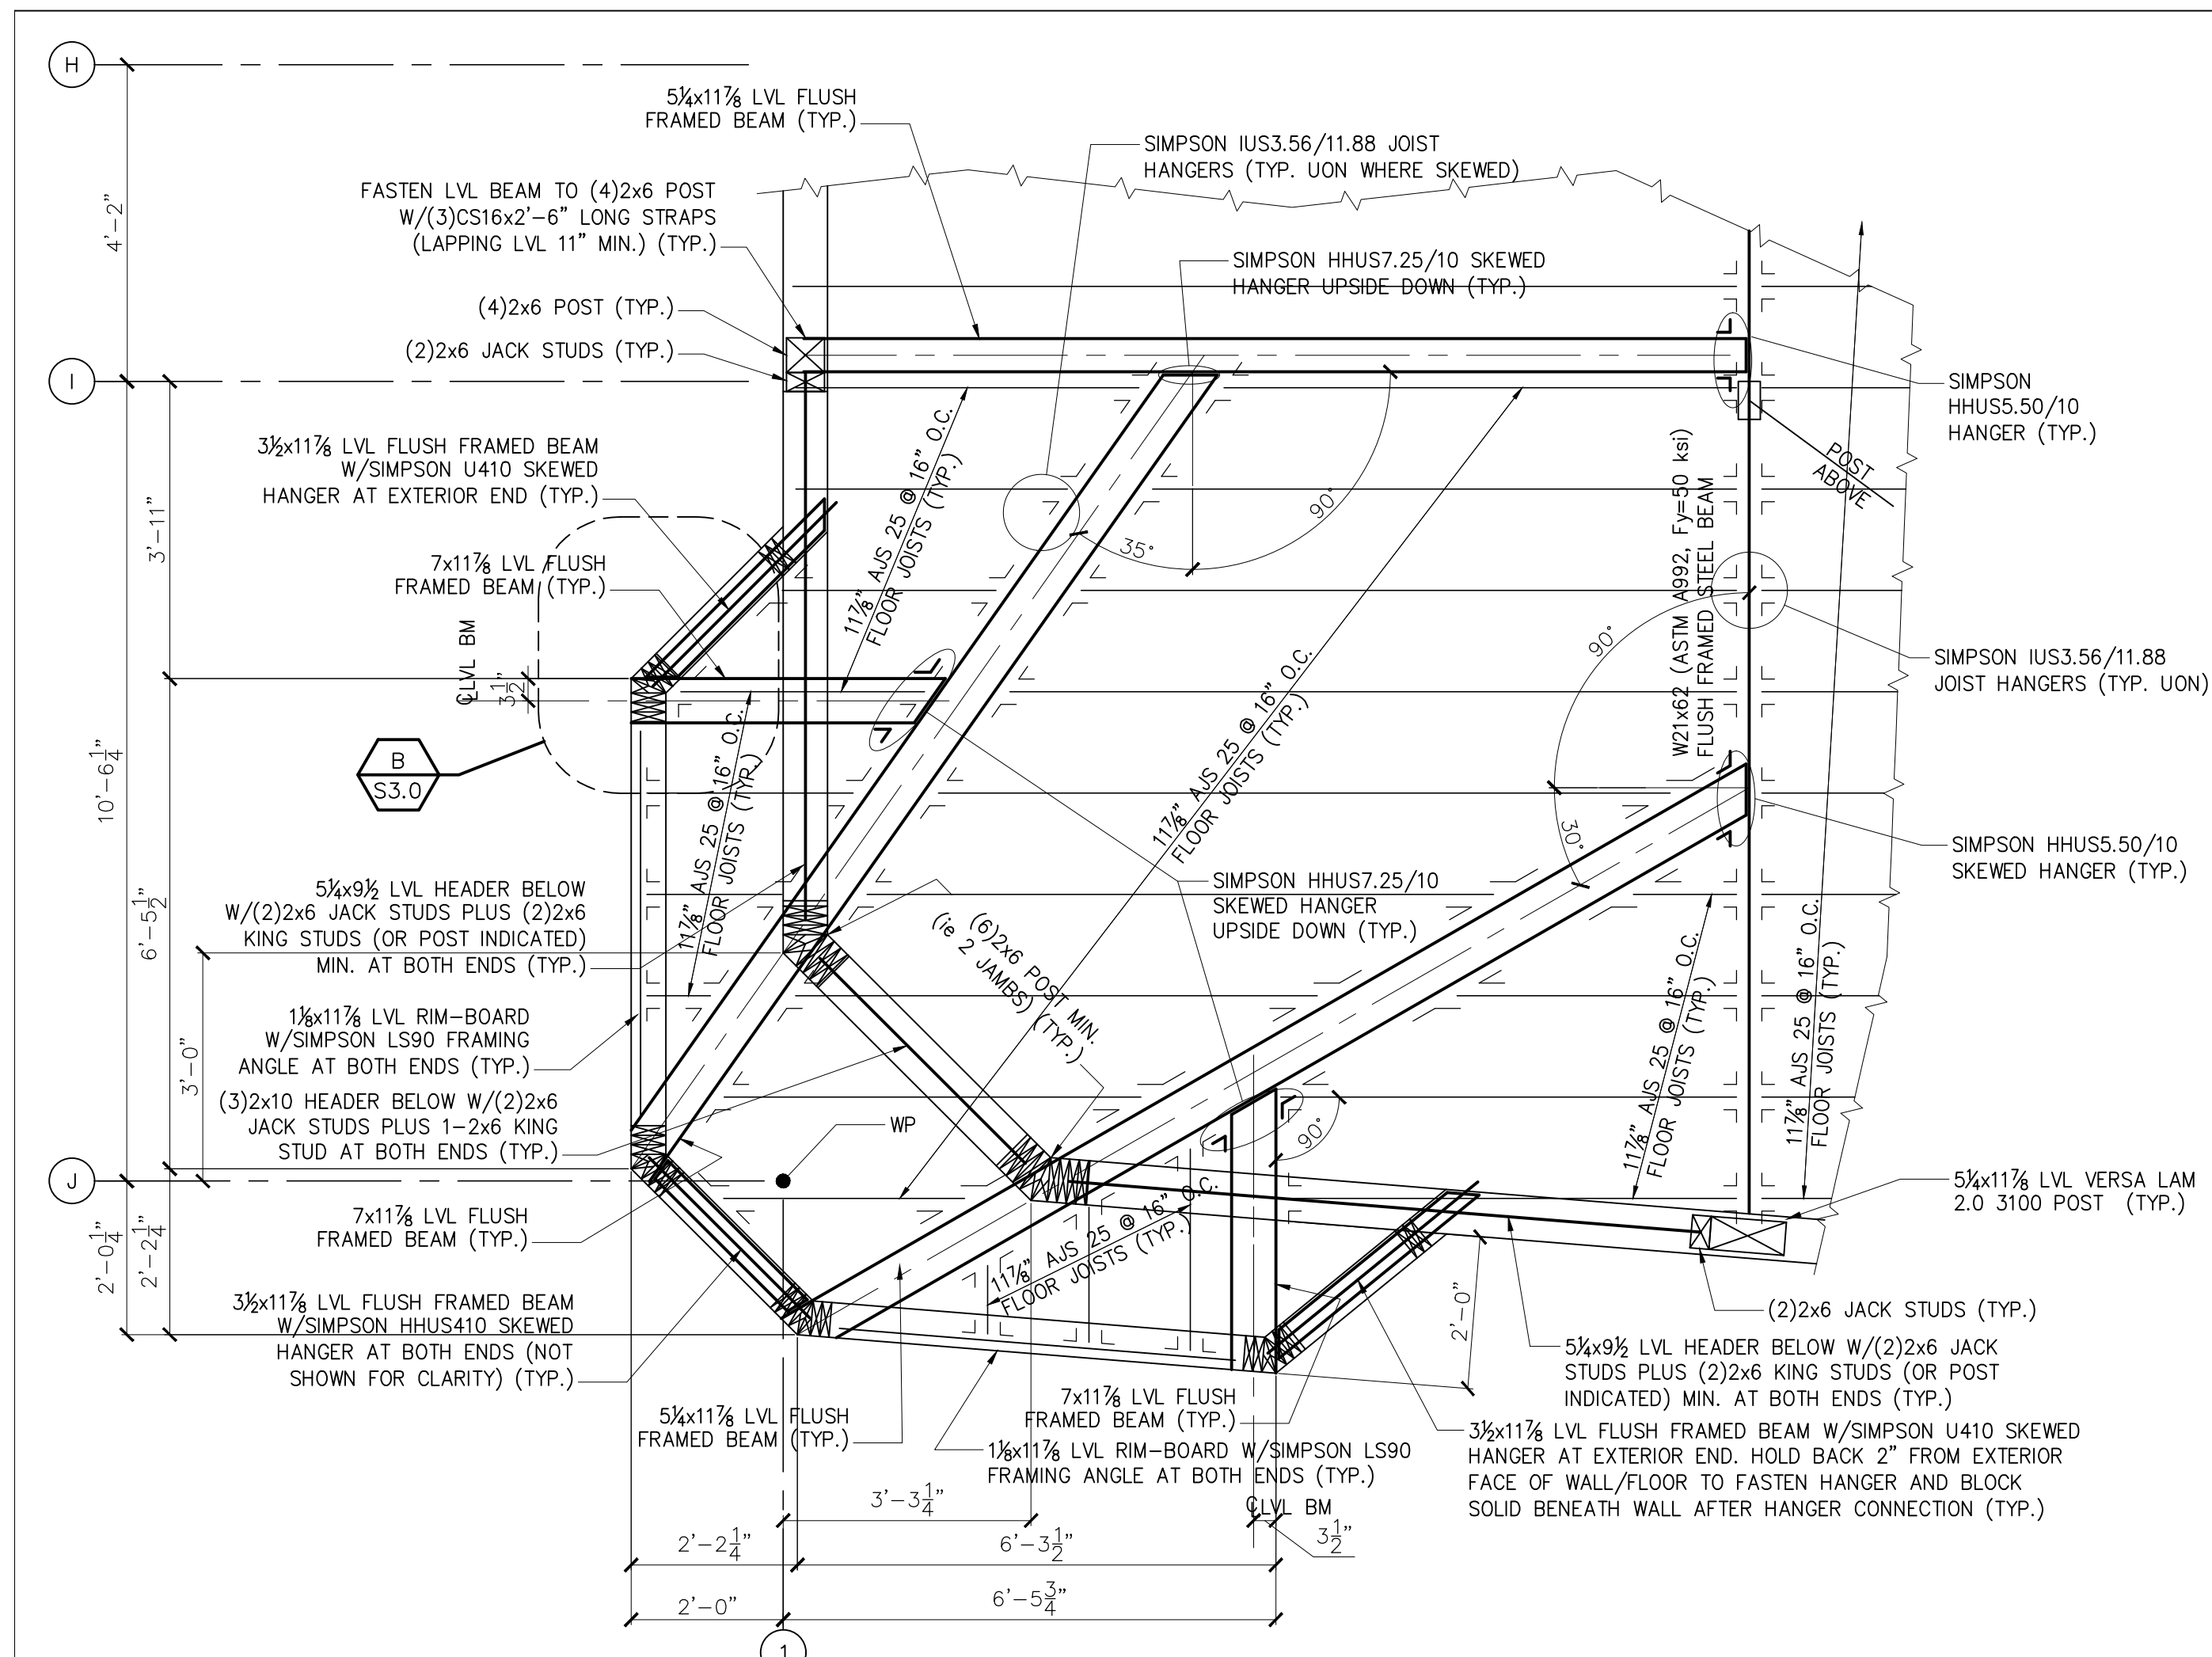 H
4'-2"
I
3'-11"
10'-6 1/4"
6'-5 1/2"
3'-0"
J
2'-0 1/4"
2'-2 1/4"
5¼x11⅞ LVL FLUSH
FRAMED BEAM (TYP.)
SIMPSON IUS3.56/11.88 JOIST
HANGERS (TYP. UON WHERE SKEWED)
FASTEN LVL BEAM TO (4)2x6 POST
W/(3)CS16x2'-6" LONG STRAPS
(LAPPING LVL 11" MIN.) (TYP.)
SIMPSON HHUS7.25/10 SKEWED
HANGER UPSIDE DOWN (TYP.)
(4)2x6 POST (TYP.)
(2)2x6 JACK STUDS (TYP.)
SIMPSON
HHUS5.50/10
HANGER (TYP.)
POST
ABOVE
3½x11⅞ LVL FLUSH FRAMED BEAM
W/SIMPSON U410 SKEWED
HANGER AT EXTERIOR END (TYP.)
11⅞" AJS 25 @ 16" O.C.
FLOOR JOISTS (TYP.)
90°
35°
W21x62 (ASTM A992, Fy=50 ksi)
FLUSH FRAMED STEEL BEAM
7x11⅞ LVL FLUSH
FRAMED BEAM (TYP.)
℄LVL BM
3 1/2"
90°
30°
SIMPSON IUS3.56/11.88
JOIST HANGERS (TYP. UON)
B
S3.0
11⅞" AJS 25 @ 16" O.C.
FLOOR JOISTS (TYP.)
11⅞" AJS 25 @ 16" O.C.
FLOOR JOISTS (TYP.)
SIMPSON HHUS5.50/10
SKEWED HANGER (TYP.)
5¼x9½ LVL HEADER BELOW
W/(2)2x6 JACK STUDS PLUS (2)2x6
KING STUDS (OR POST INDICATED)
MIN. AT BOTH ENDS (TYP.)
SIMPSON HHUS7.25/10
SKEWED HANGER
UPSIDE DOWN (TYP.)
(6)2x6 POST MIN.
(ie 2 JAMBS) (TYP.)
11⅞" AJS 25 @ 16" O.C.
FLOOR JOISTS (TYP.)
11⅞" AJS 25 @ 16" O.C.
FLOOR JOISTS (TYP.)
1⅛x11⅞ LVL RIM-BOARD
W/SIMPSON LS90 FRAMING
ANGLE AT BOTH ENDS (TYP.)
(3)2x10 HEADER BELOW W/(2)2x6
JACK STUDS PLUS 1-2x6 KING
STUD AT BOTH ENDS (TYP.)
WP
90°
7x11⅞ LVL FLUSH
FRAMED BEAM (TYP.)
11⅞" AJS 25 @ 16" O.C.
FLOOR JOISTS (TYP.)
5¼x11⅞ LVL VERSA LAM
2.0 3100 POST (TYP.)
3½x11⅞ LVL FLUSH FRAMED BEAM
W/SIMPSON HHUS410 SKEWED
HANGER AT BOTH ENDS (NOT
SHOWN FOR CLARITY) (TYP.)
2'-0"
(2)2x6 JACK STUDS (TYP.)
5¼x9½ LVL HEADER BELOW W/(2)2x6 JACK
STUDS PLUS (2)2x6 KING STUDS (OR POST
INDICATED) MIN. AT BOTH ENDS (TYP.)
5¼x11⅞ LVL FLUSH
FRAMED BEAM (TYP.)
7x11⅞ LVL FLUSH
FRAMED BEAM (TYP.)
1⅛x11⅞ LVL RIM-BOARD W/SIMPSON LS90
FRAMING ANGLE AT BOTH ENDS (TYP.)
3½x11⅞ LVL FLUSH FRAMED BEAM W/SIMPSON U410 SKEWED
HANGER AT EXTERIOR END. HOLD BACK 2" FROM EXTERIOR
FACE OF WALL/FLOOR TO FASTEN HANGER AND BLOCK
SOLID BENEATH WALL AFTER HANGER CONNECTION (TYP.)
3'-3 1/4"
℄LVL BM
3 1/2"
2'-2 1/4"
6'-3 1/2"
2'-0"
6'-5 3/4"
1